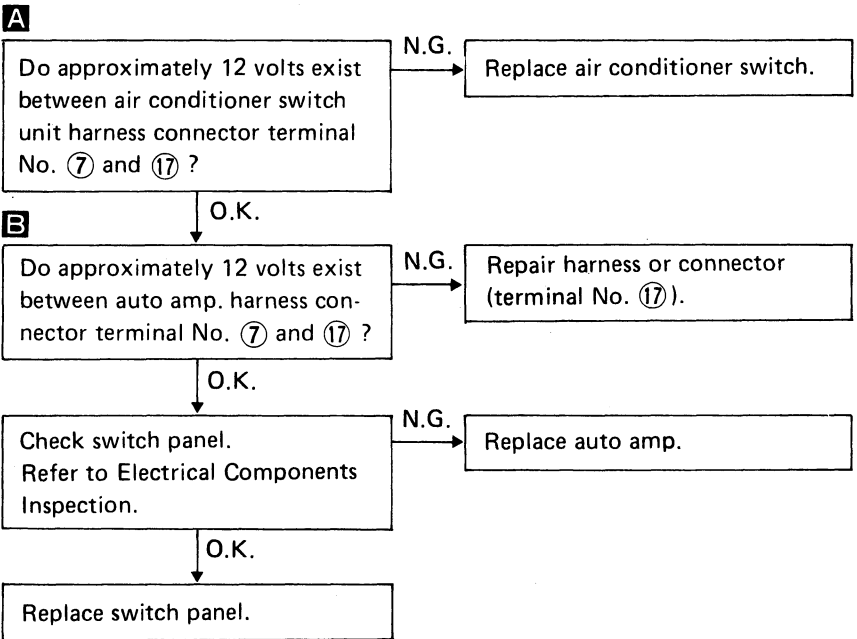 A
Do approximately 12 volts exist
between air conditioner switch
unit harness connector terminal
No. ⑦ and ⑰ ?
N.G.
Replace air conditioner switch.
O.K.
B
Do approximately 12 volts exist
between auto amp. harness con-
nector terminal No. ⑦ and ⑰ ?
N.G.
Repair harness or connector
(terminal No. ⑰).
O.K.
Check switch panel.
Refer to Electrical Components
Inspection.
N.G.
Replace auto amp.
O.K.
Replace switch panel.